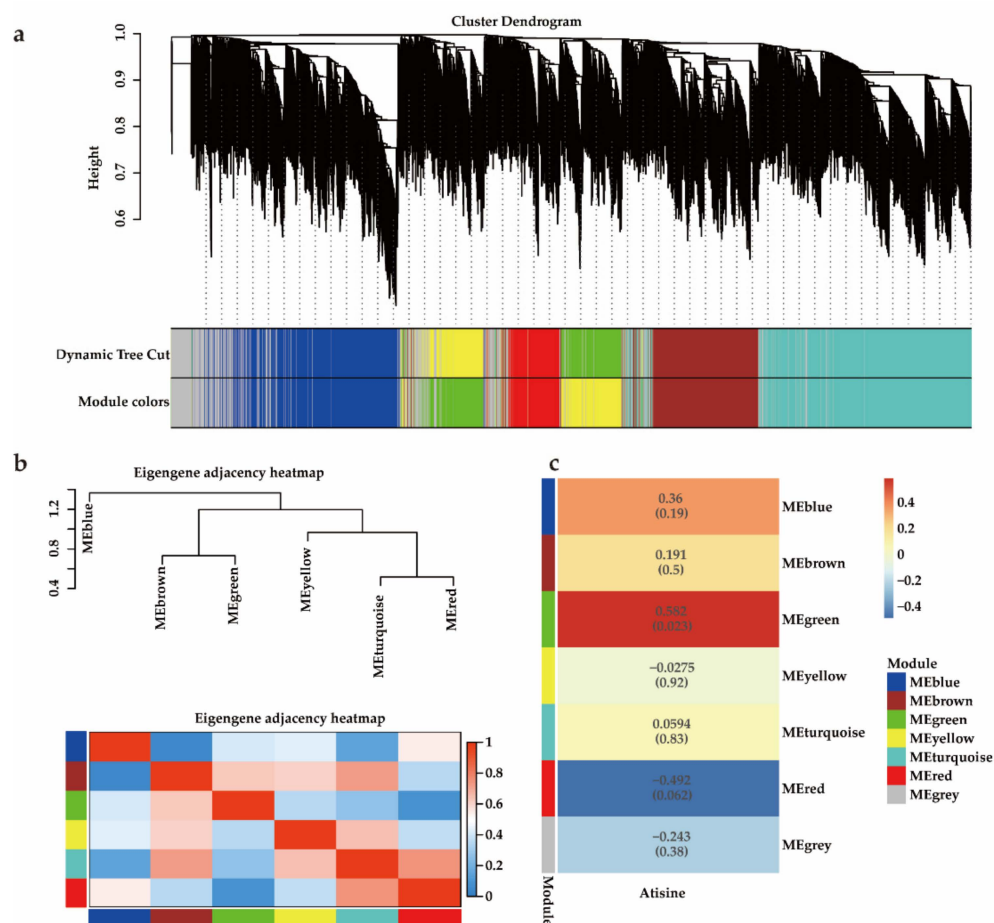 a
Cluster Dendrogram
Height
1.0
0.9
0.8
0.7
0.6
Dynamic Tree Cut
Module colors
b
Eigengene adjacency heatmap
1.2
0.8
0.4
MEblue
MEbrown
MEgreen
MEyellow
MEturquoise
MEred
Eigengene adjacency heatmap
1
0.8
0.6
0.4
0.2
0
c
0.36
(0.19)
MEblue
0.191
(0.5)
MEbrown
0.582
(0.023)
MEgreen
−0.0275
(0.92)
MEyellow
0.0594
(0.83)
MEturquoise
−0.492
(0.062)
MEred
−0.243
(0.38)
MEgrey
Module
Atisine
0.4
0.2
0
−0.2
−0.4
Module
MEblue
MEbrown
MEgreen
MEyellow
MEturquoise
MEred
MEgrey